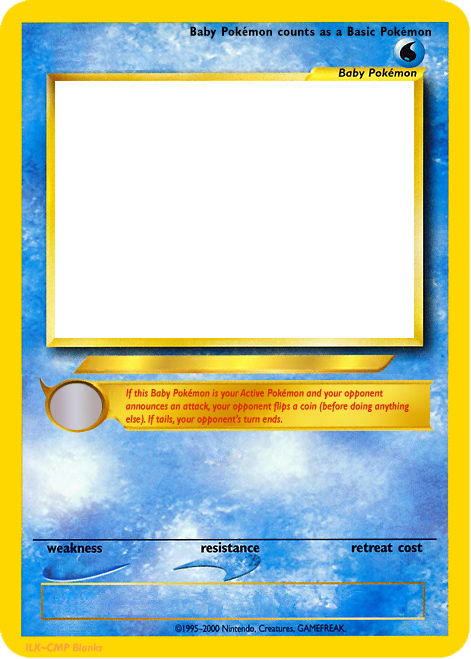 Baby Pokémon counts as a Basic Pokémon
Baby Pokémon
If this Baby Pokémon is your Active Pokémon and your opponent
announces an attack, your opponent flips a coin (before doing anything
else). If tails, your opponent's turn ends.
weakness resistance retreat cost
©1995-2000 Nintendo, Creatures, GAMEFREAK.
ILK~CMP Blanks